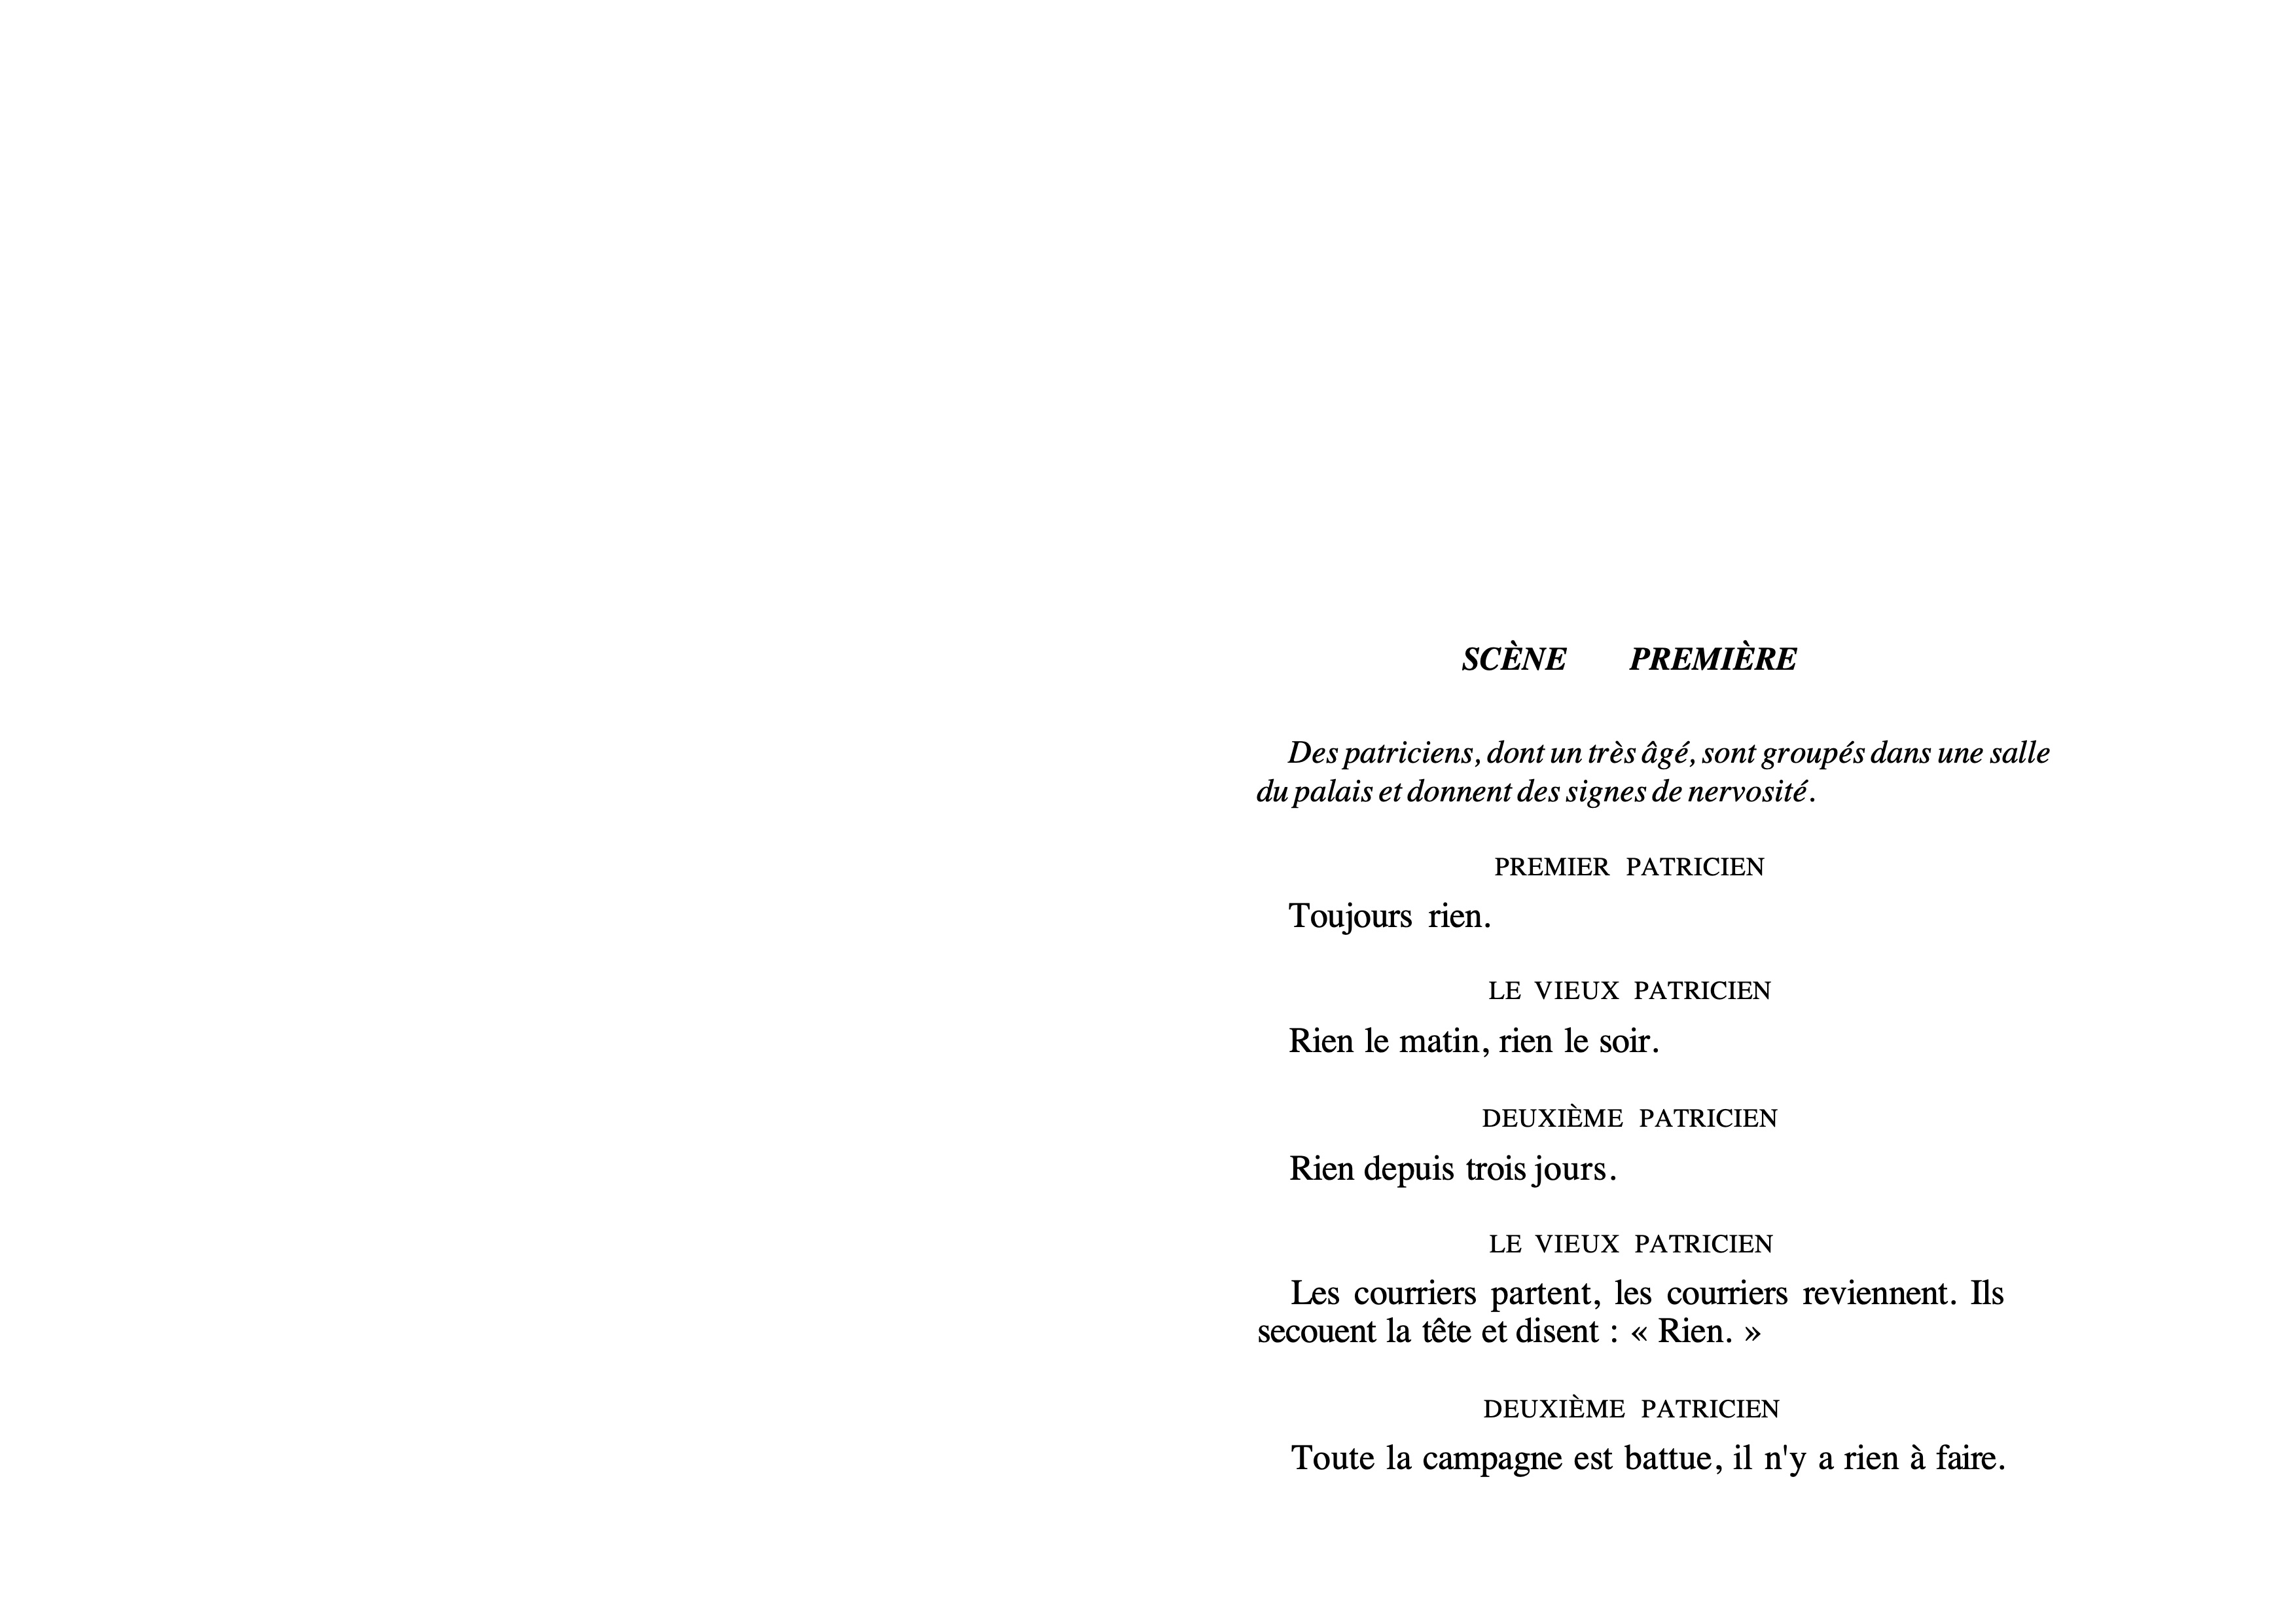 SCÈNE PREMIÈRE
Des patriciens, dont un très âgé, sont groupés dans une salle
du palais et donnent des signes de nervosité.
PREMIER PATRICIEN
Toujours rien.
LE VIEUX PATRICIEN
Rien le matin, rien le soir.
DEUXIÈME PATRICIEN
Rien depuis trois jours.
LE VIEUX PATRICIEN
Les courriers partent, les courriers reviennent. Ils
secouent la tête et disent : « Rien. »
DEUXIÈME PATRICIEN
Toute la campagne est battue, il n'y a rien à faire.